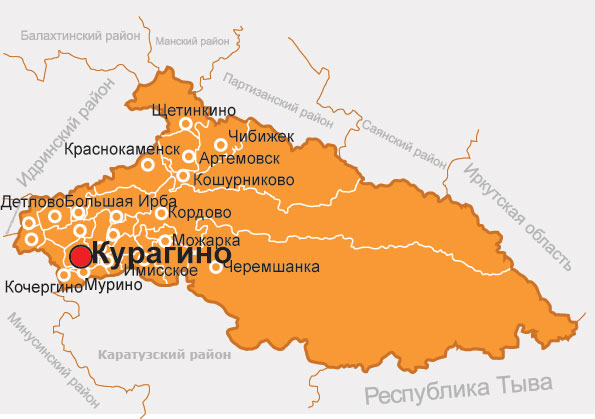 Балахтинский район
Манский район
Партизанский район
Саянский район
Идринский район
Иркутская область
Щетинкино
Чибижек
Краснокаменск
Артемовск
Кошурниково
Детлово
Большая Ирба
Кордово
Можарка
Курагино
Имисское
Черемшанка
Кочергино
Мурино
Минусинский район
Каратузский район
Республика Тыва